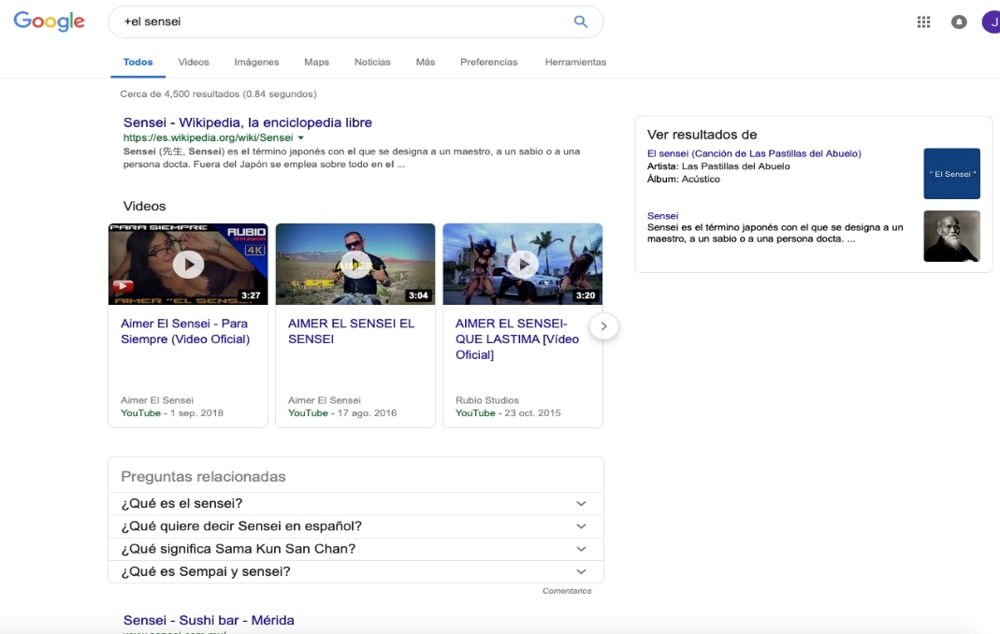 Google
+el sensei
J
Todos
Videos
Imágenes
Maps
Noticias
Más
Preferencias
Herramientas
Cerca de 4,500 resultados (0.84 segundos)
Sensei - Wikipedia, la enciclopedia libre
https://es.wikipedia.org/wiki/Sensei
Sensei (先生, Sensei) es el término japonés con el que se designa a un maestro, a un sabio o a una
persona docta. Fuera del Japón se emplea sobre todo en el ...
Videos
PARA SIEMPRE
RUBIO
STUDIOS
4K
3:27
Aimer El Sensei - Para
Siempre (Video Oficial)
Aimer El Sensei
YouTube - 1 sep. 2018
AIMER
3:04
AIMER EL SENSEI EL
SENSEI
Aimer El Sensei
YouTube - 17 ago. 2016
3:20
AIMER EL SENSEI-
QUE LASTIMA [Vídeo
Oficial]
Rubio Studios
YouTube - 23 oct. 2015
Preguntas relacionadas
¿Qué es el sensei?
¿Qué quiere decir Sensei en español?
¿Qué significa Sama Kun San Chan?
¿Qué es Sempai y sensei?
Comentarios
Sensei - Sushi bar - Mérida
Ver resultados de
El sensei (Canción de Las Pastillas del Abuelo)
Artista: Las Pastillas del Abuelo
Álbum: Acústico
" El Sensei "
Sensei
Sensei es el término japonés con el que se designa a un
maestro, a un sabio o a una persona docta. ...